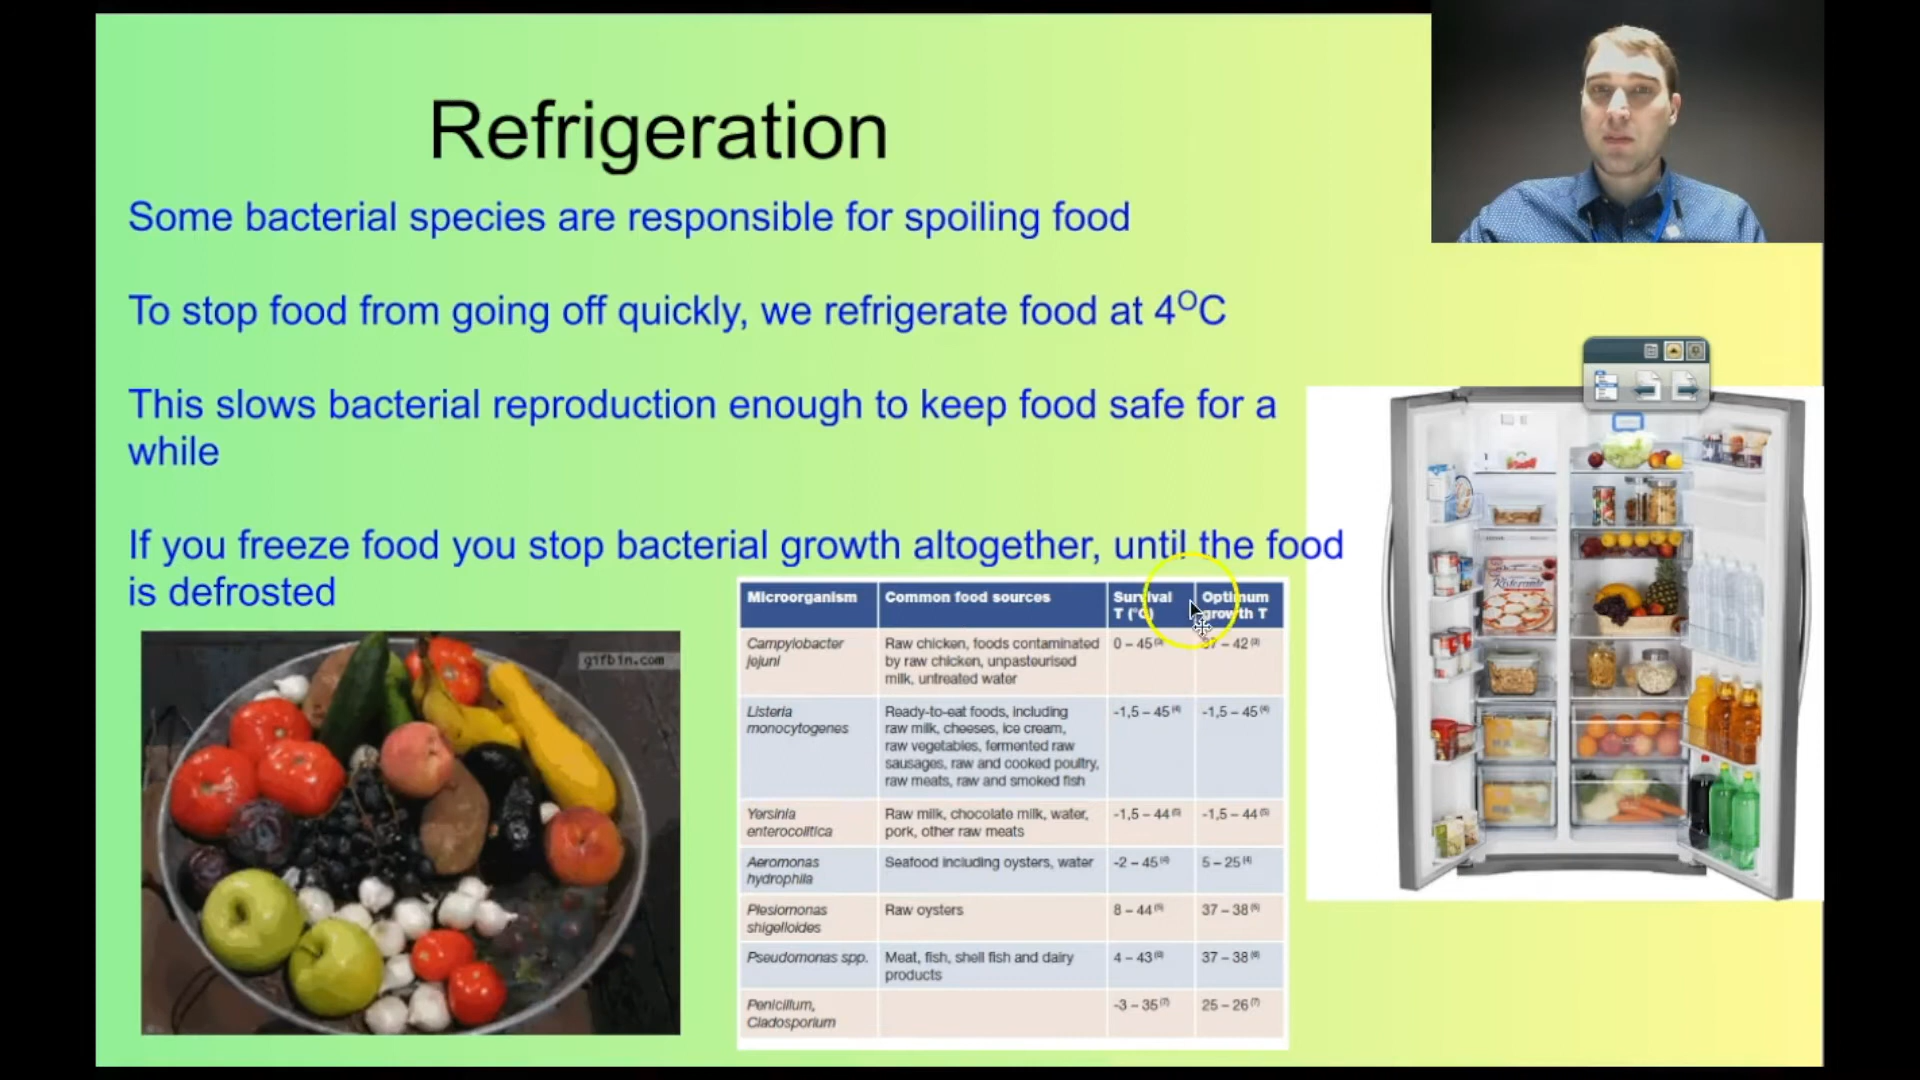 Refrigeration
Some bacterial species are responsible for spoiling food
To stop food from going off quickly, we refrigerate food at 4ᴼC
This slows bacterial reproduction enough to keep food safe for a
while
If you freeze food you stop bacterial growth altogether, until the food
is defrosted
gifbin.com
Microorganism Common food sources Survival Optimum
T (°C) growth T
Campylobacter Raw chicken, foods contaminated 0 – 45 37 – 42
jejuni by raw chicken, unpasteurised
milk, untreated water
Listeria Ready-to-eat foods, including -1,5 – 45 (4) -1,5 – 45 (4)
monocytogenes raw milk, cheeses, ice cream,
raw vegetables, fermented raw
sausages, raw and cooked poultry,
raw meats, raw and smoked fish
Yersinia Raw milk, chocolate milk, water, -1,5 – 44 (5) -1,5 – 44 (5)
enterocolitica pork, other raw meats
Aeromonas Seafood including oysters, water -2 – 45 (4) 5 – 25 (4)
hydrophila
Plesiomonas Raw oysters 8 – 44 37 – 38
shigelloides
Pseudomonas spp. Meat, fish, shell fish and dairy 4 – 43 (6) 37 – 38 (6)
products
Penicillum, -3 – 35 (7) 25 – 26 (7)
Cladosporium
Ristorante